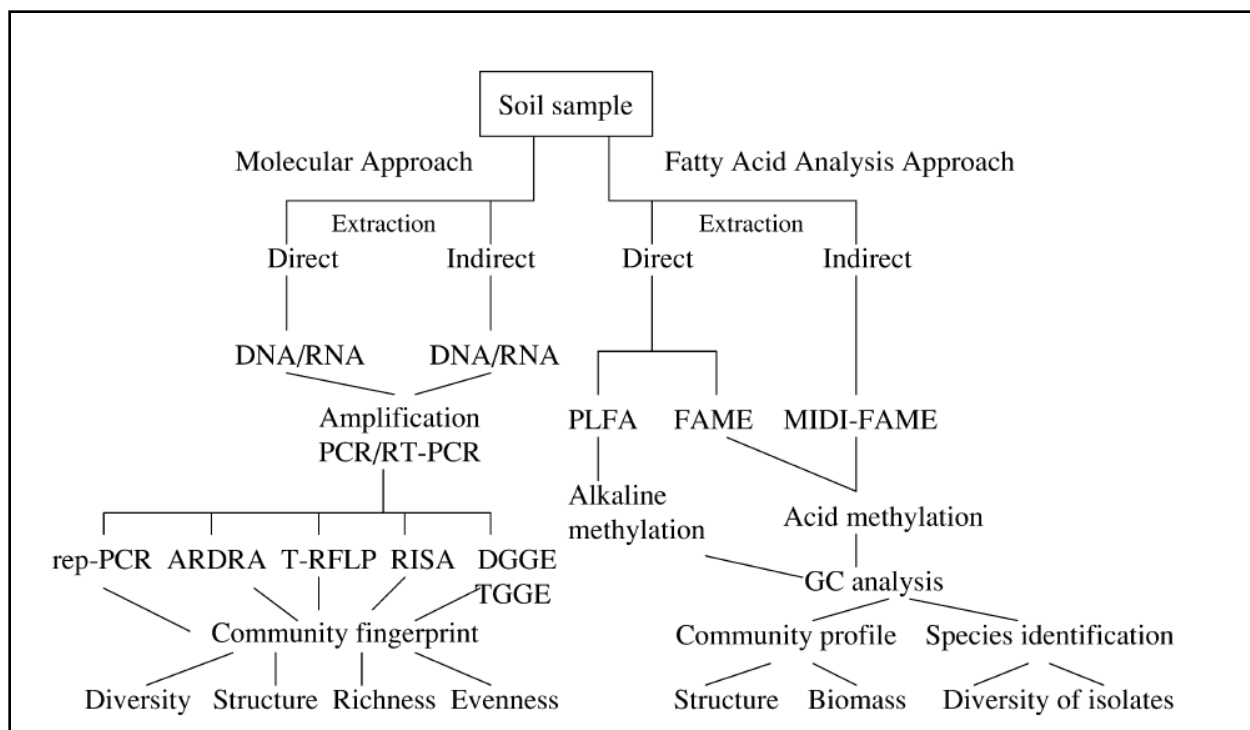 Soil sample
Molecular Approach
Fatty Acid Analysis Approach
Extraction
Extraction
Direct
Indirect
Direct
Indirect
DNA/RNA
DNA/RNA
Amplification
PCR/RT-PCR
PLFA
FAME
MIDI-FAME
Alkaline
methylation
Acid methylation
rep-PCR
ARDRA
T-RFLP
RISA
DGGE
TGGE
GC analysis
Community fingerprint
Community profile
Species identification
Diversity
Structure
Richness
Evenness
Structure
Biomass
Diversity of isolates